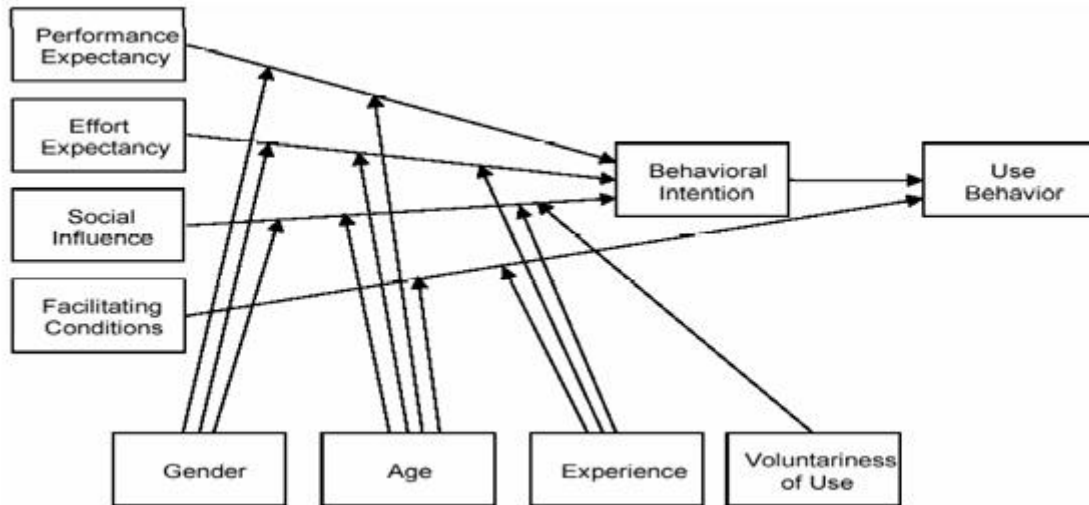 Performance
Expectancy
Effort
Expectancy
Social
Influence
Facilitating
Conditions
Behavioral
Intention
Use
Behavior
Gender
Age
Experience
Voluntariness
of Use